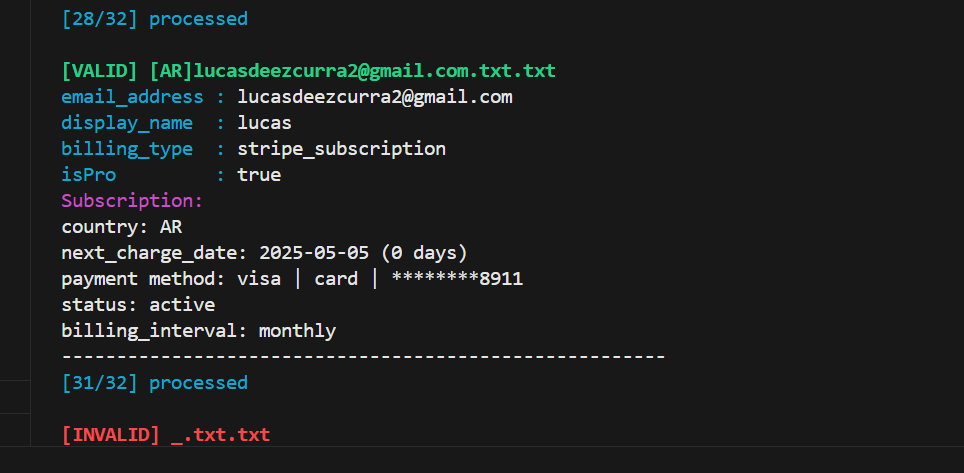 [28/32] processed
[VALID] [AR]lucasdeezcurra2@gmail.com.txt.txt
email_address : lucasdeezcurra2@gmail.com
display_name : lucas
billing_type : stripe_subscription
isPro : true
Subscription:
country: AR
next_charge_date: 2025-05-05 (0 days)
payment method: visa | card | ********8911
status: active
billing_interval: monthly
-------------------------------------------------------
[31/32] processed
[INVALID] _.txt.txt